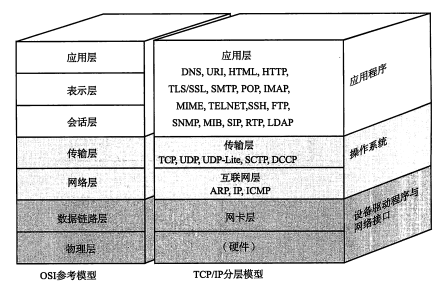 应用层
表示层
会话层
传输层
网络层
数据链路层
物理层
OSI参考模型
应用层
DNS, URI, HTML, HTTP,
TLS/SSL, SMTP, POP, IMAP,
MIME, TELNET,SSH, FTP,
SNMP, MIB, SIP, RTP, LDAP
传输层
TCP, UDP, UDP-Lite, SCTP, DCCP
互联网层
ARP, IP, ICMP
网卡层
（硬件）
TCP/IP分层模型
应用程序
操作系统
设备驱动程序与
网络接口